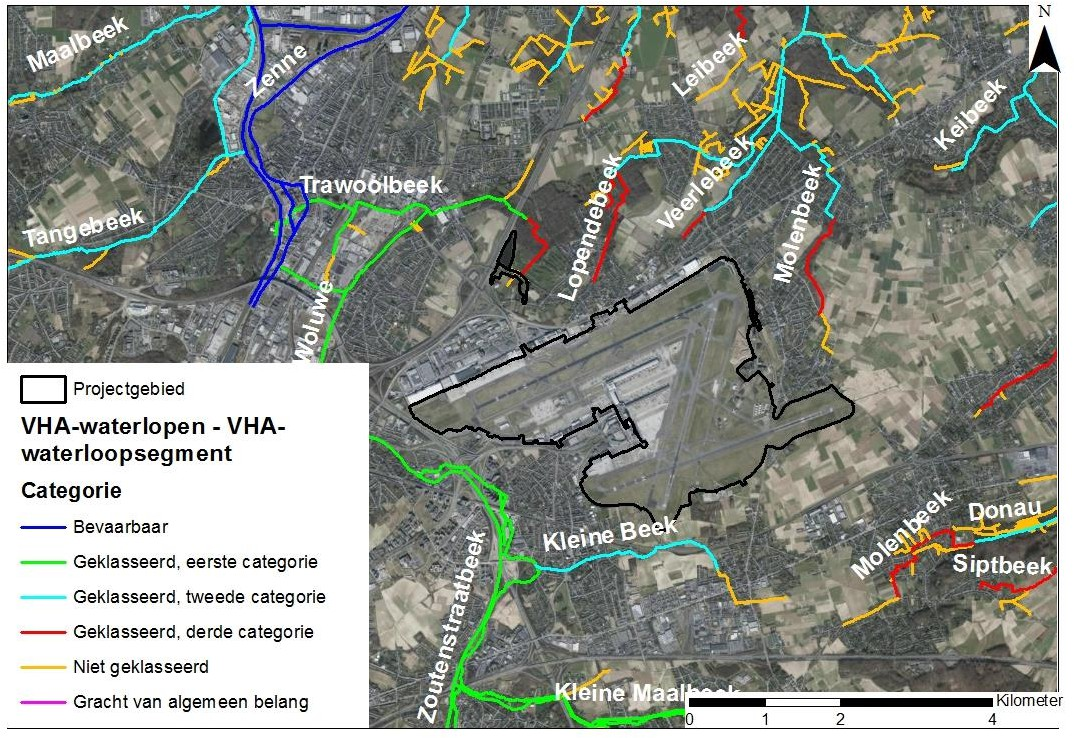 Maalbeek
Zenne
Leibeek
N
Keibeek
Trawoolbeek
Tangebeek
Lopendebeek
Veerlebeek
Molenbeek
Woluwe
Projectgebied
VHA-waterlopen - VHA-
waterloopsegment
Categorie
Bevaarbaar
Geklasseerd, eerste categorie
Geklasseerd, tweede categorie
Geklasseerd, derde categorie
Niet geklasseerd
Gracht van algemeen belang
Zoutenstraatbeek
Kleine Beek
Molenbeek
Donau
Siptbeek
Kleine Maalbeek
Kilometer
0 1 2 4